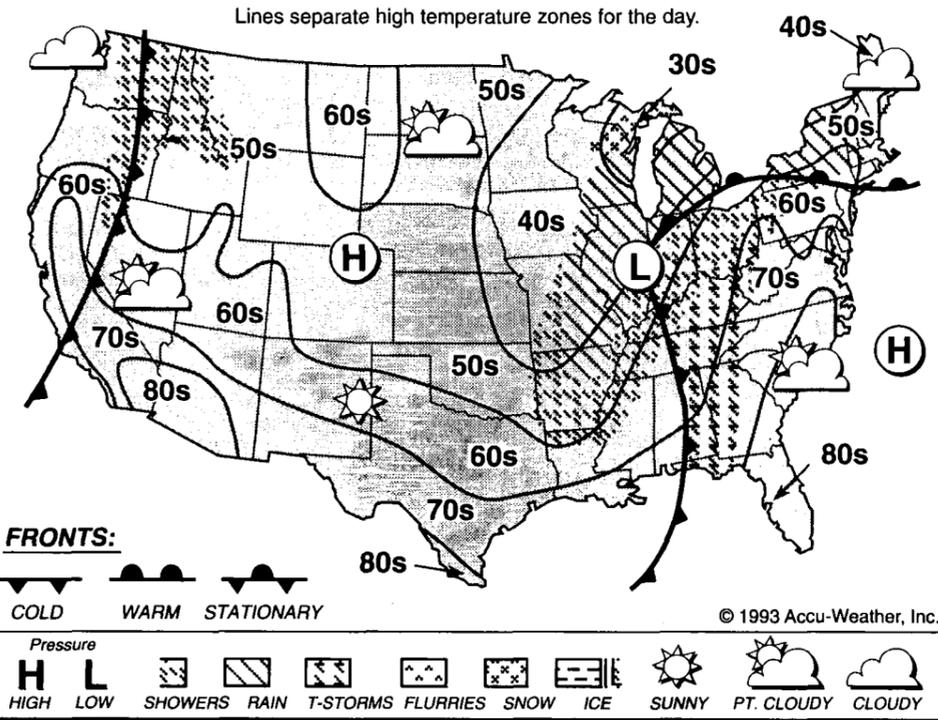 Lines separate high temperature zones for the day.
40s
30s
50s
60s
50s
50s
60s
60s
40s
H
L
70s
60s
H
70s
50s
80s
60s
80s
70s
80s
FRONTS:
COLD WARM STATIONARY
© 1993 Accu-Weather, Inc.
Pressure
H L
HIGH LOW SHOWERS RAIN T-STORMS FLURRIES SNOW ICE SUNNY PT. CLOUDY CLOUDY